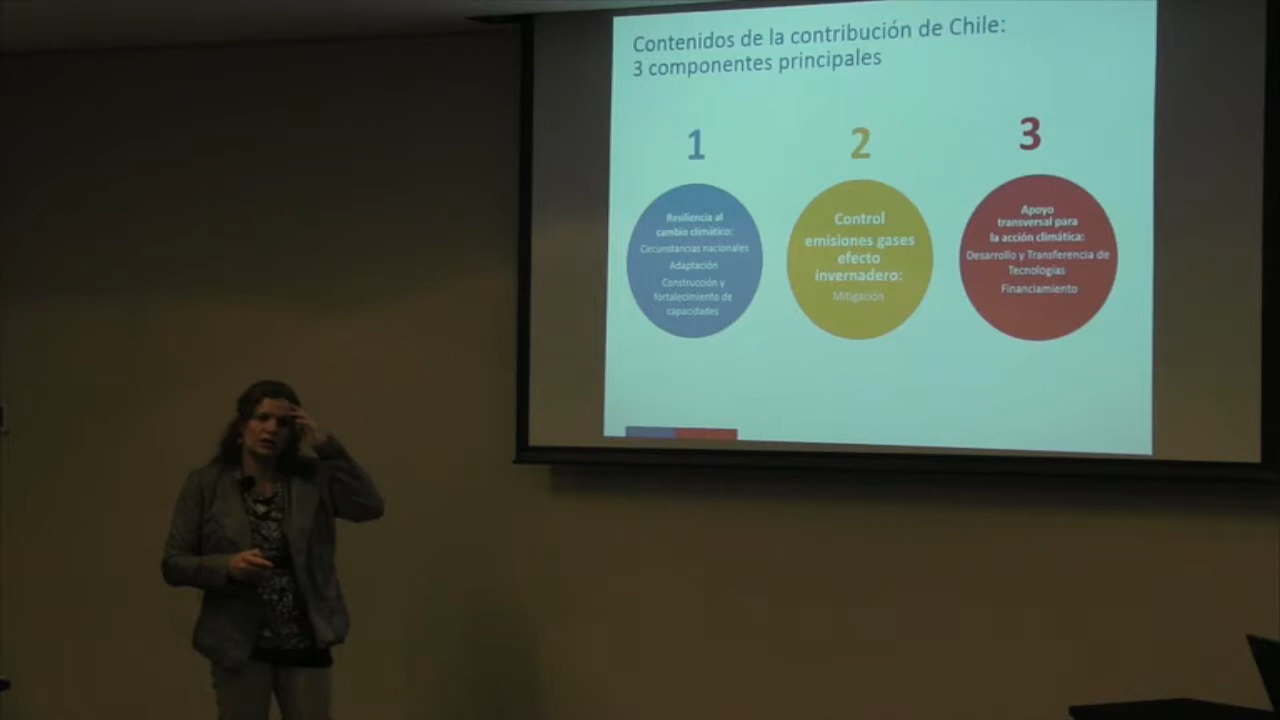 Contenidos de la contribución de Chile:
3 componentes principales
1
Resiliencia al
cambio climático:
Circunstancias nacionales
Adaptación
Construcción y
fortalecimiento de
capacidades
2
Control
emisiones gases
efecto
invernadero:
Mitigación
3
Apoyo
transversal para
la acción climática:
Desarrollo y Transferencia de
Tecnologías
Financiamiento